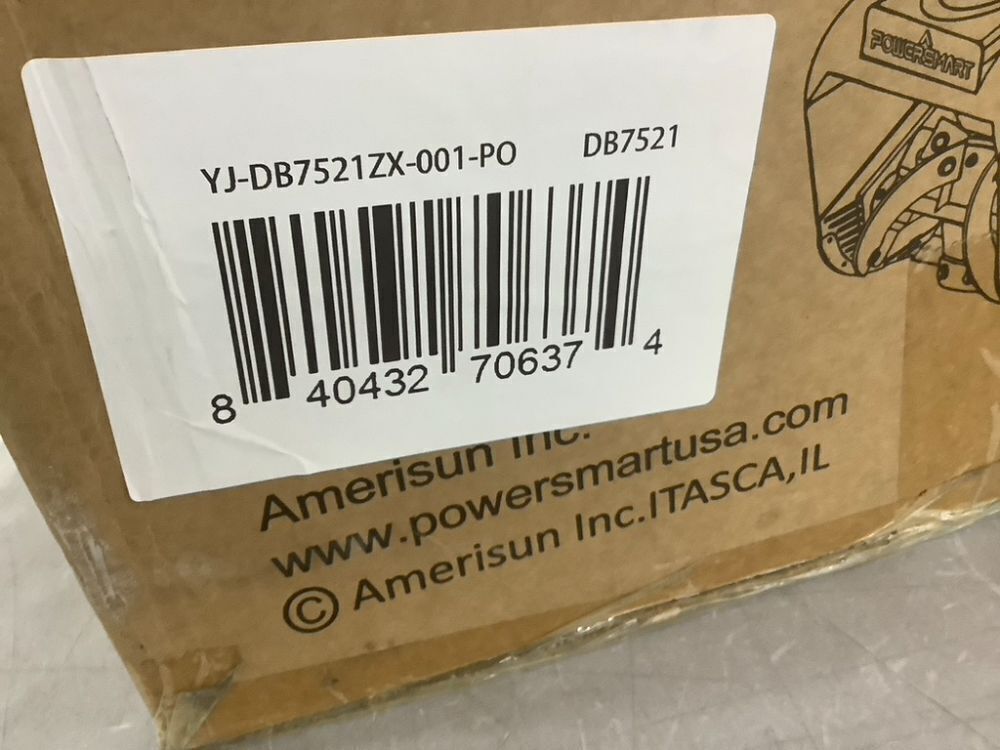 POWERSMART
YJ-DB7521ZX-001-PO DB7521
8 40432 70637 4
Amerisun Inc.
www.powersmartusa.com
© Amerisun Inc.ITASCA,IL